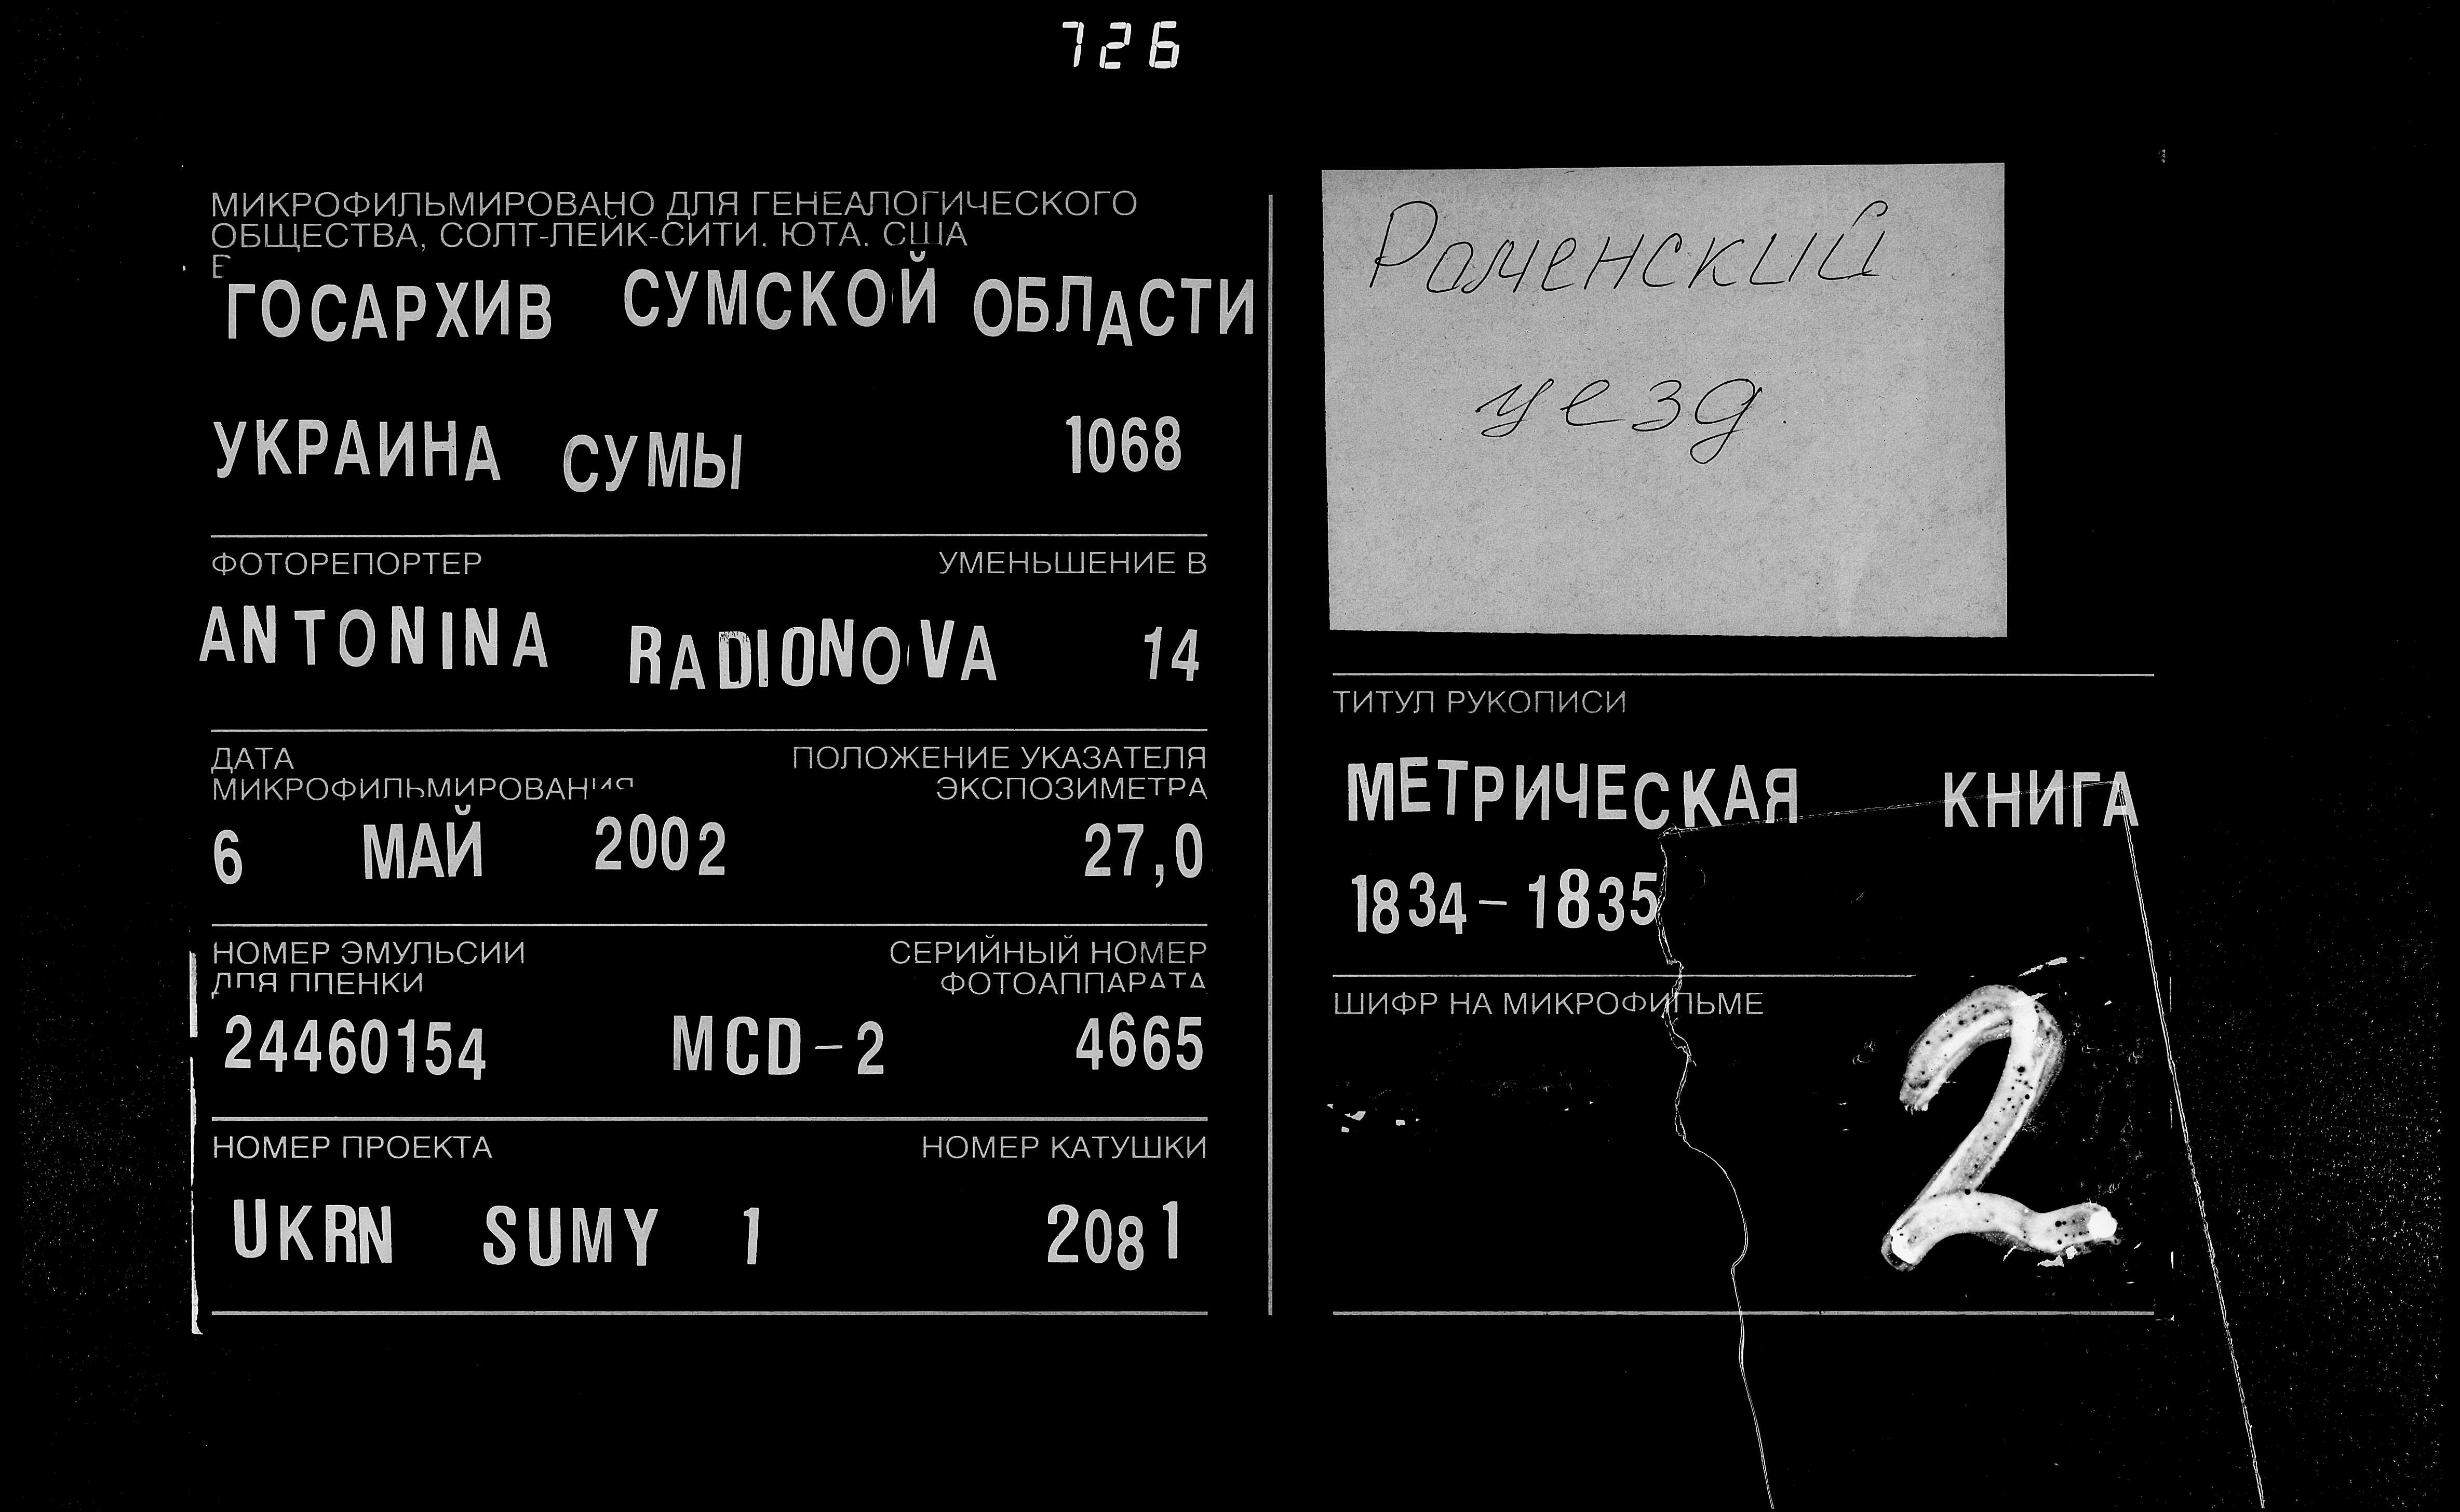 726
МИКРОФИЛЬМИРОВАНО ДЛЯ ГЕНЕАЛОГИЧЕСКОГО
ОБЩЕСТВА, СОЛТ-ЛЕЙК-СИТИ, ЮТА, США
В
ГОСАРХИВ СУМСКОЙ ОБЛАСТИ
УКРАИНА СУМЫ 1068
ФОТОРЕПОРТЕР УМЕНЬШЕНИЕ В
ANTONINA RADIONOVA 14
ДАТА ПОЛОЖЕНИЕ УКАЗАТЕЛЯ
МИКРОФИЛЬМИРОВАНИЯ ЭКСПОЗИМЕТРА
6 МАЙ 2002 27,0
НОМЕР ЭМУЛЬСИИ СЕРИЙНЫЙ НОМЕР
ДЛЯ ПЛЕНКИ ФОТОАППАРАТА
24460154 MCD-2 4665
НОМЕР ПРОЕКТА НОМЕР КАТУШКИ
UKRN SUMY 1 2081
Роменский
уезд.
ТИТУЛ РУКОПИСИ
МЕТРИЧЕСКАЯ КНИГА
1834-1835
ШИФР НА МИКРОФИЛЬМЕ
2